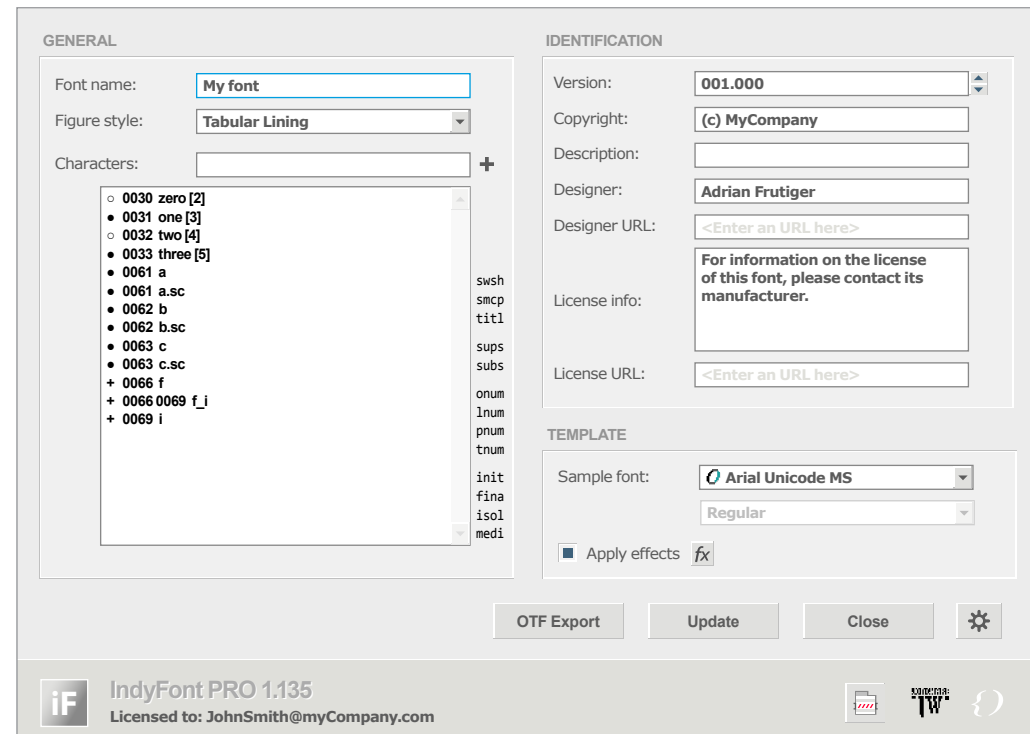 GENERAL
Font name: My font
Figure style: Tabular Lining
Characters:
○ 0030 zero [2]
● 0031 one [3]
○ 0032 two [4]
● 0033 three [5]
● 0061 a
● 0061 a.sc
● 0062 b
● 0062 b.sc
● 0063 c
● 0063 c.sc
+ 0066 f
+ 0066 0069 f_i
+ 0069 i
swsh
smcp
titl
sups
subs
onum
lnum
pnum
tnum
init
fina
isol
medi
IDENTIFICATION
Version: 001.000
Copyright: (c) MyCompany
Description:
Designer: Adrian Frutiger
Designer URL: <Enter an URL here>
License info:
For information on the license
of this font, please contact its
manufacturer.
License URL: <Enter an URL here>
TEMPLATE
Sample font: O Arial Unicode MS
Regular
Apply effects fx
OTF Export Update Close
iF
IndyFont PRO 1.135
Licensed to: JohnSmith@myCompany.com